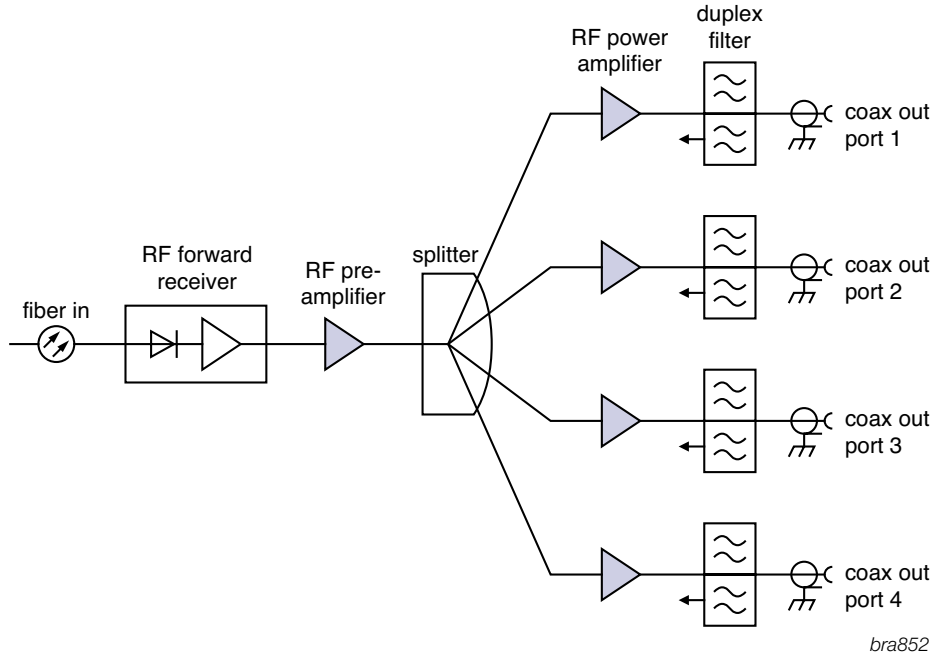 duplex
filter
RF power
amplifier
coax out
port 1
splitter
RF forward
receiver
RF pre-
amplifier
fiber in
coax out
port 2
coax out
port 3
coax out
port 4
bra852